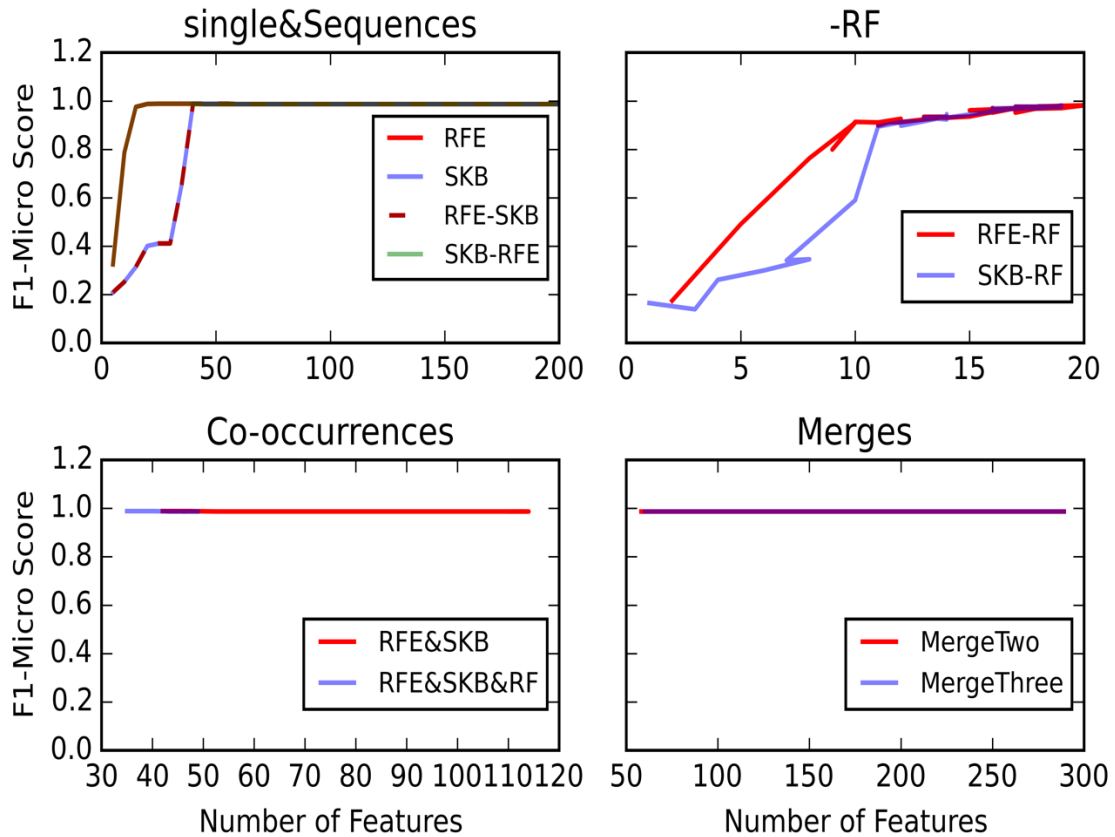 single&Sequences
F1-Micro Score
1.2
1.0
0.8
0.6
0.4
0.2
0.0
0 50 100 150 200
RFE
SKB
RFE-SKB
SKB-RFE
-RF
0 5 10 15 20
RFE-RF
SKB-RF
Co-occurrences
F1-Micro Score
1.2
1.0
0.8
0.6
0.4
0.2
0.0
30 40 50 60 70 80 90 100 110 120
Number of Features
RFE&SKB
RFE&SKB&RF
Merges
50 100 150 200 250 300
Number of Features
MergeTwo
MergeThree